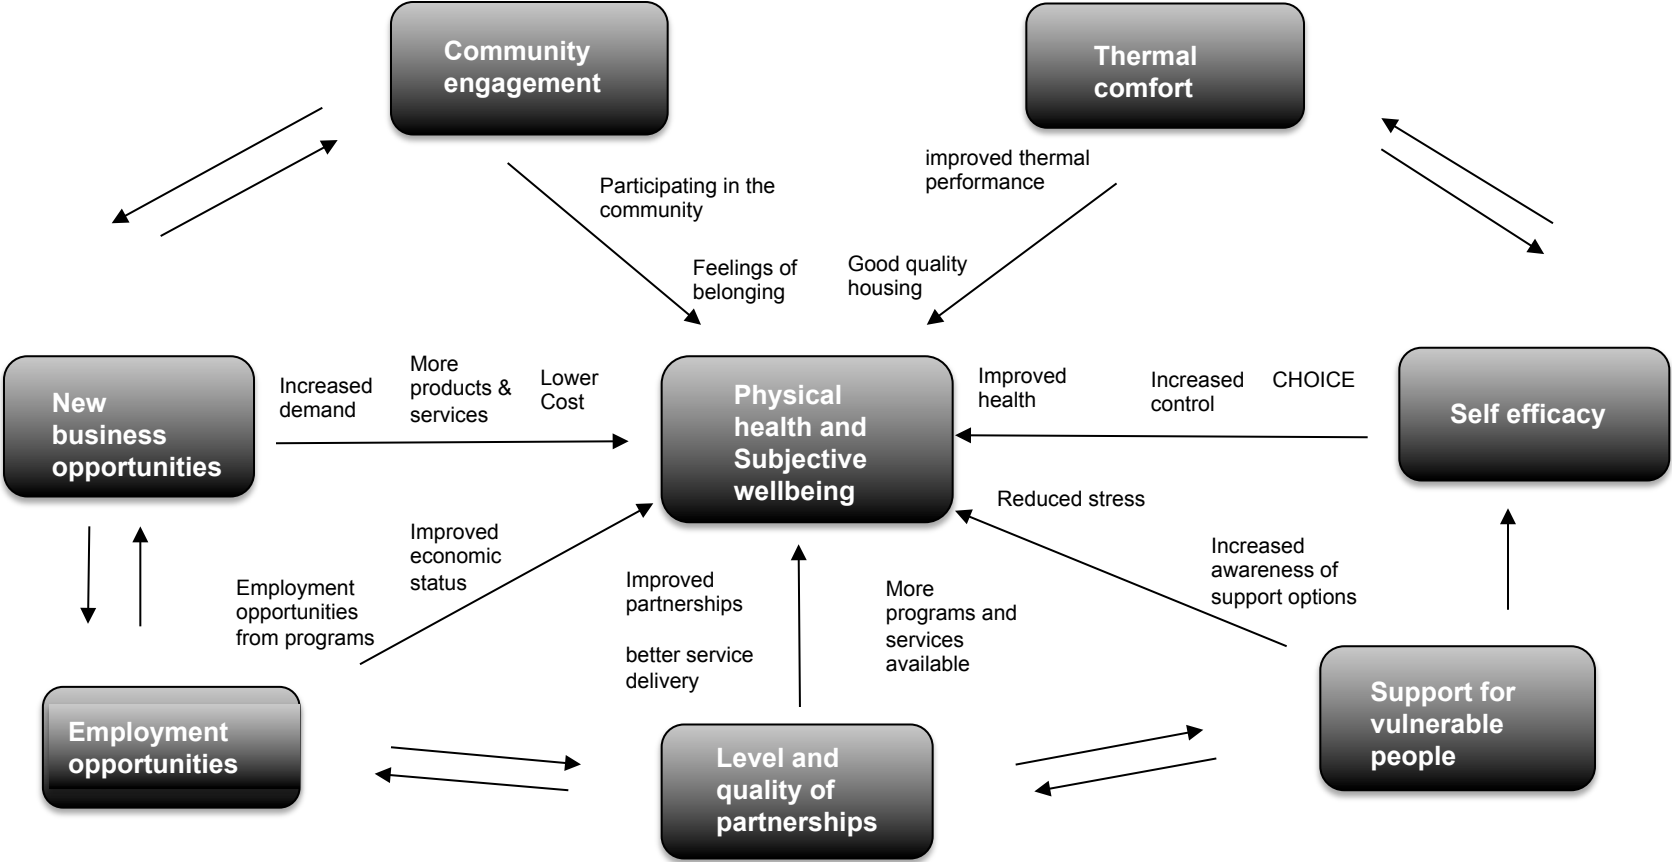 Community
engagement
Thermal
comfort
improved thermal
performance
Participating in the
community
Feelings of
belonging
Good quality
housing
New
business
opportunities
Increased
demand
More
products &
services
Lower
Cost
Physical
health and
Subjective
wellbeing
Improved
health
Increased
control
CHOICE
Self efficacy
Reduced stress
Improved
economic
status
Employment
opportunities
from programs
Improved
partnerships
better service
delivery
More
programs and
services
available
Increased
awareness of
support options
Employment
opportunities
Level and
quality of
partnerships
Support for
vulnerable
people